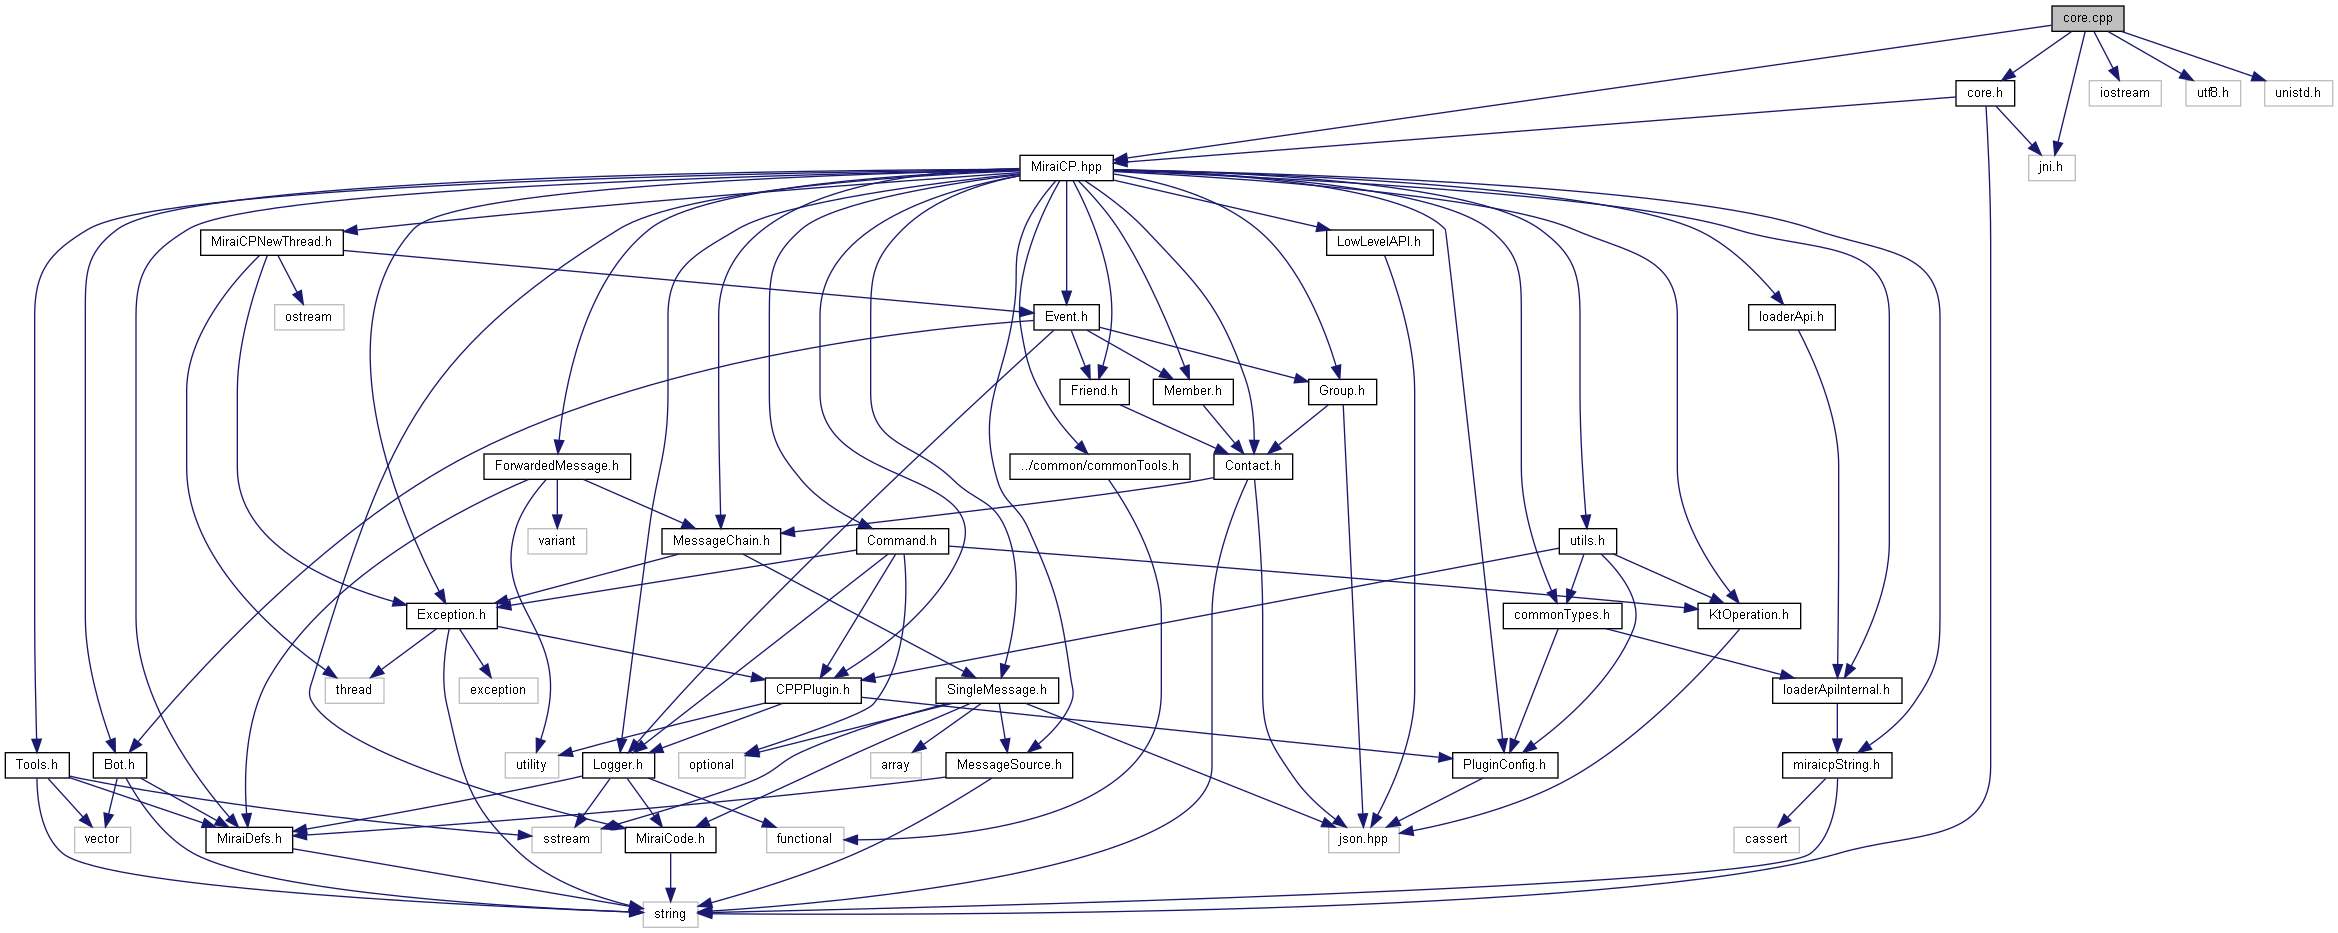 core.cpp
core.h
iostream
utf8.h
unistd.h
MiraiCP.hpp
jni.h
MiraiCPNewThread.h
LowLevelAPI.h
ostream
Event.h
loaderApi.h
Friend.h
Member.h
Group.h
ForwardedMessage.h
../common/commonTools.h
Contact.h
variant
MessageChain.h
Command.h
utils.h
Exception.h
commonTypes.h
KtOperation.h
thread
exception
CPPPlugin.h
SingleMessage.h
loaderApiInternal.h
Tools.h
Bot.h
utility
Logger.h
optional
array
MessageSource.h
PluginConfig.h
miraicpString.h
vector
MiraiDefs.h
sstream
MiraiCode.h
functional
json.hpp
cassert
string